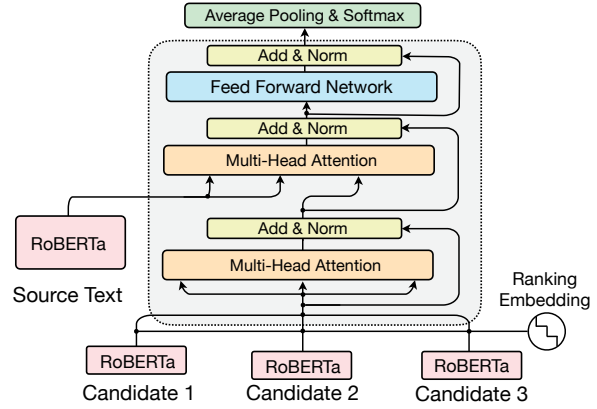 Average Pooling & Softmax
Add & Norm
Feed Forward Network
Add & Norm
Multi-Head Attention
RoBERTa
Source Text
Add & Norm
Multi-Head Attention
Ranking
Embedding
RoBERTa
RoBERTa
RoBERTa
Candidate 1
Candidate 2
Candidate 3